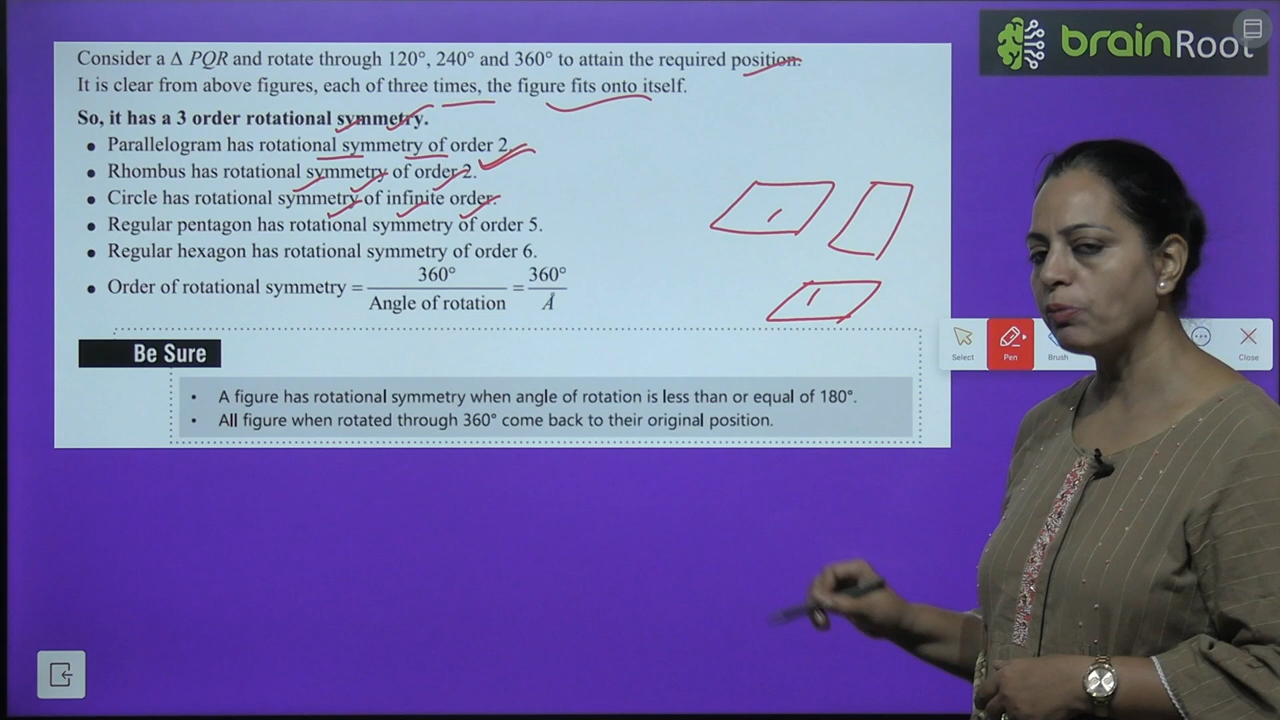 brainRoot
Consider a Δ PQR and rotate through 120°, 240° and 360° to attain the required position.
It is clear from above figures, each of three times, the figure fits onto itself.
So, it has a 3 order rotational symmetry.
• Parallelogram has rotational symmetry of order 2.
• Rhombus has rotational symmetry of order 2.
• Circle has rotational symmetry of infinite order.
• Regular pentagon has rotational symmetry of order 5.
• Regular hexagon has rotational symmetry of order 6.
• Order of rotational symmetry = 360° / Angle of rotation = 360° / Å
Be Sure
• A figure has rotational symmetry when angle of rotation is less than or equal of 180°.
• All figure when rotated through 360° come back to their original position.
Select
Pen
Brush
Close